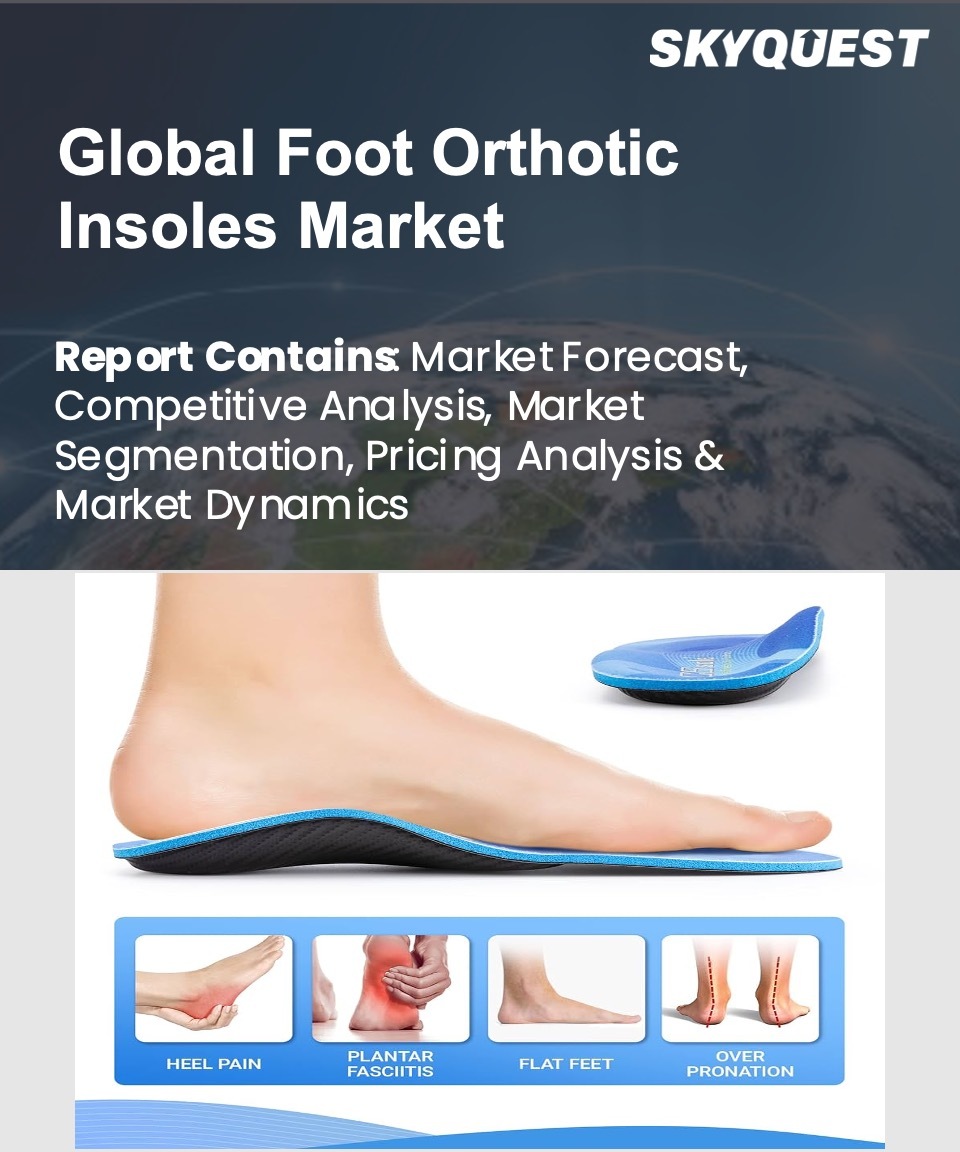 SKYQUEST
Global Foot Orthotic
Insoles Market
Report Contains: Market Forecast,
Competitive Analysis, Market
Segmentation, Pricing Analysis &
Market Dynamics
HEEL PAIN
PLANTAR
FASCIITIS
FLAT FEET
OVER
PRONATION